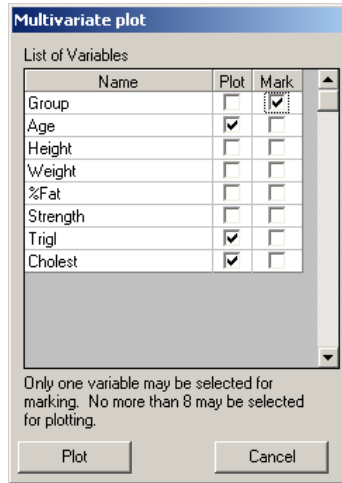 Multivariate plot
List of Variables
Name Plot Mark
Group
Age
Height
Weight
%Fat
Strength
Trigl
Cholest
Only one variable may be selected for
marking. No more than 8 may be selected
for plotting.
Plot Cancel